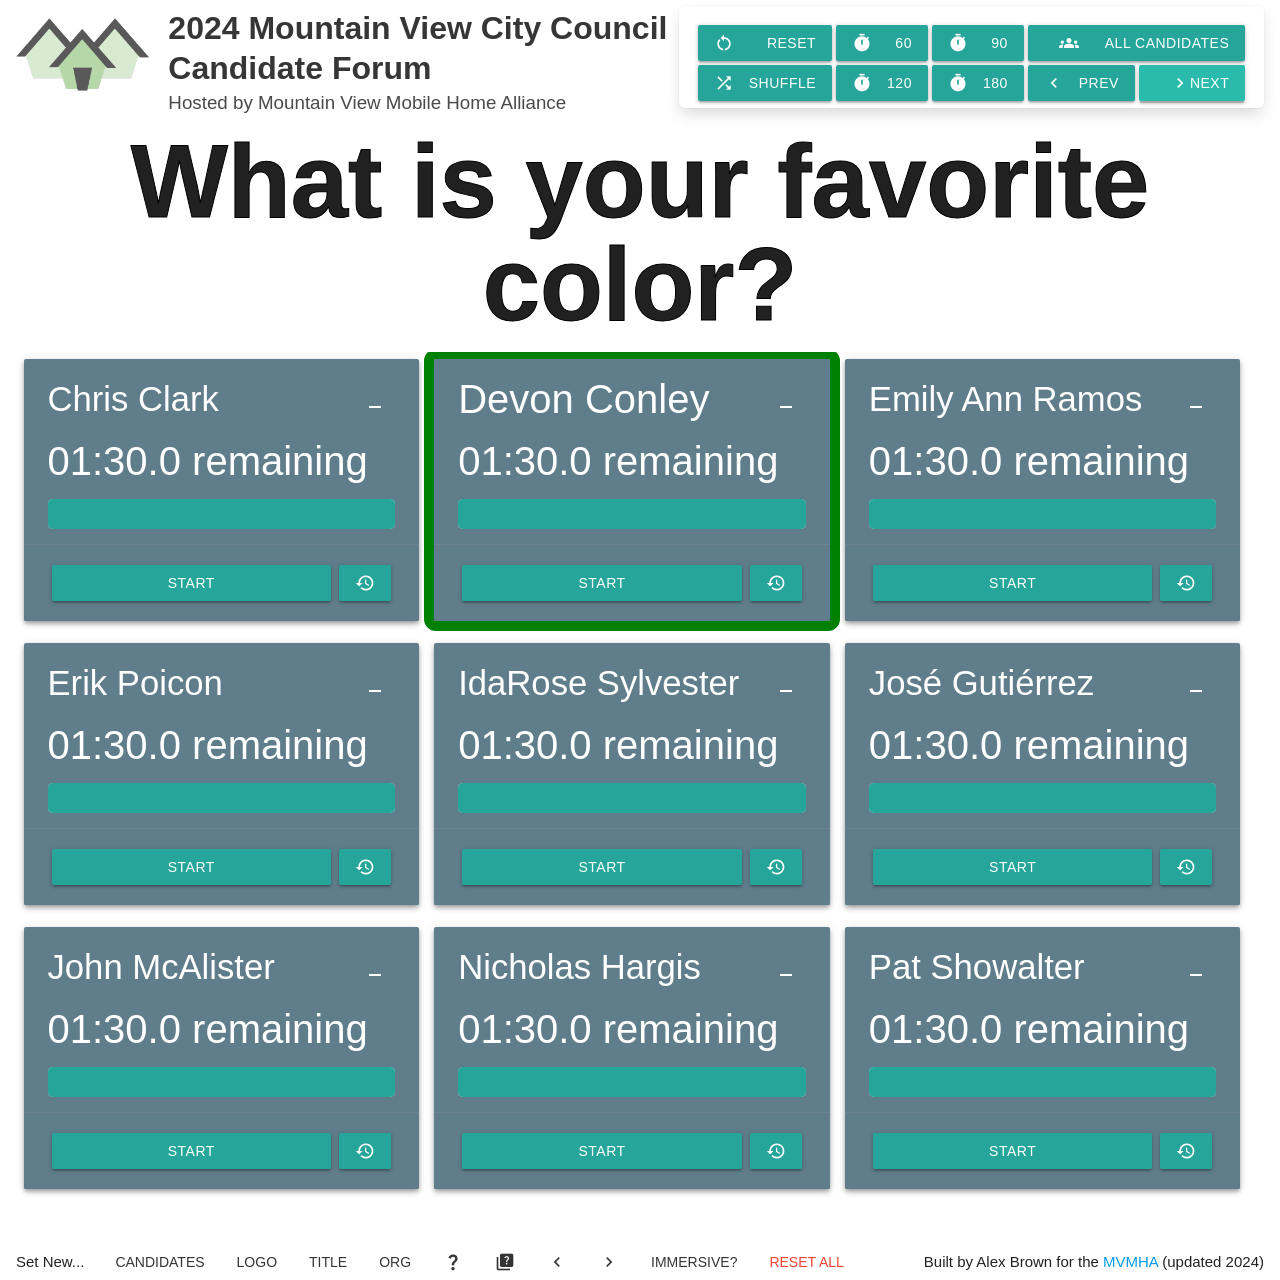 2024 Mountain View City Council
Candidate Forum
Hosted by Mountain View Mobile Home Alliance
RESET 60 90 ALL CANDIDATES
SHUFFLE 120 180 PREV NEXT
What is your favorite
color?
Chris Clark
01:30.0 remaining
START
Devon Conley
01:30.0 remaining
START
Emily Ann Ramos
01:30.0 remaining
START
Erik Poicon
01:30.0 remaining
START
IdaRose Sylvester
01:30.0 remaining
START
José Gutiérrez
01:30.0 remaining
START
John McAlister
01:30.0 remaining
START
Nicholas Hargis
01:30.0 remaining
START
Pat Showalter
01:30.0 remaining
START
Set New... CANDIDATES LOGO TITLE ORG IMMERSIVE? RESET ALL Built by Alex Brown for the MVMHA (updated 2024)